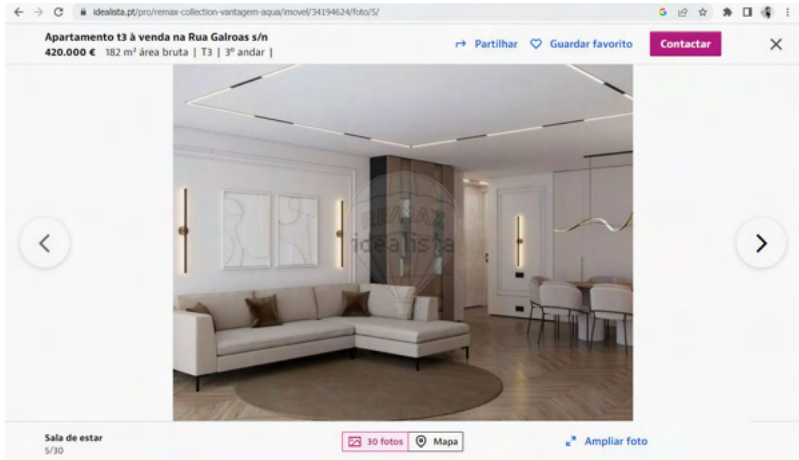 idealista.pt/pro/remax-collection-vantagem-aqua/imovel/34194624/foto/5/
Apartamento t3 à venda na Rua Galroas s/n
420.000 € 182 m² área bruta | T3 | 3º andar |
Partilhar
Guardar favorito
Contactar
RE/MAX
idealista
Sala de estar
5/30
30 fotos
Mapa
Ampliar foto